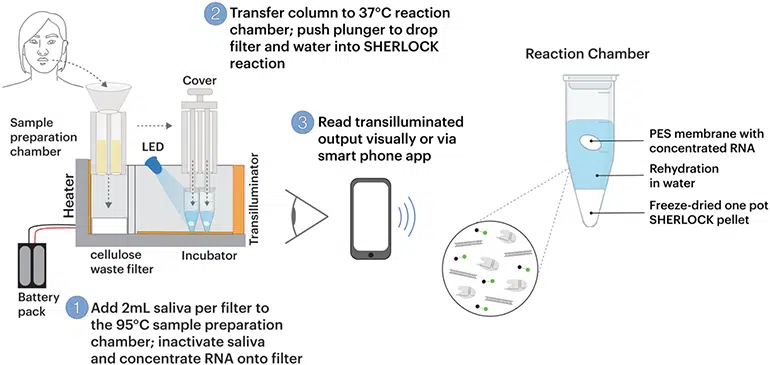 2 Transfer column to 37°C reaction
chamber; push plunger to drop
filter and water into SHERLOCK
reaction
Reaction Chamber
Cover
Sample
preparation
chamber
LED
3 Read transilluminated
output visually or via
smart phone app
PES membrane with
concentrated RNA
Rehydration
in water
Freeze-dried one pot
SHERLOCK pellet
Heater
Transilluminator
cellulose
waste filter
Incubator
Battery
pack
1 Add 2mL saliva per filter to
the 95°C sample preparation
chamber; inactivate saliva
and concentrate RNA onto filter